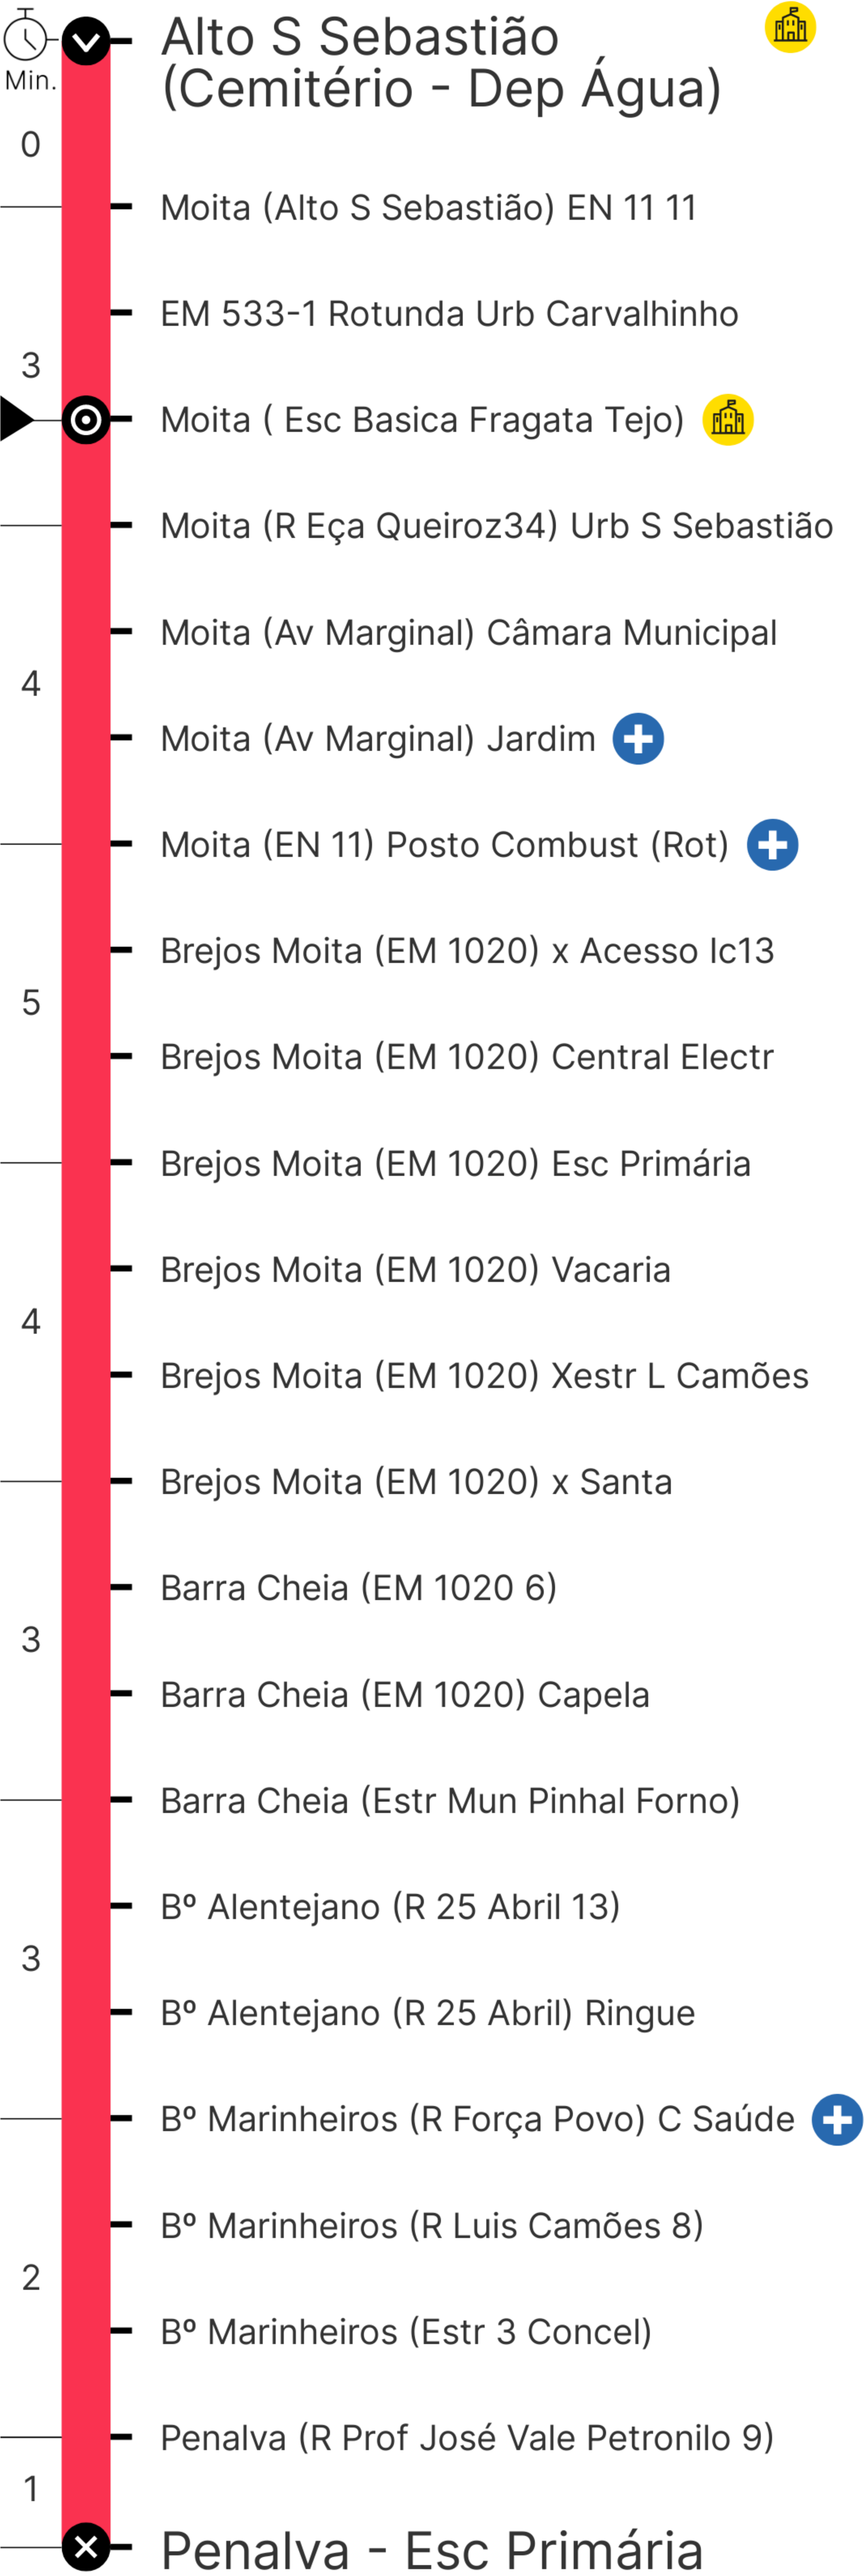 Alto S Sebastião
(Cemitério - Dep Água)
Min.
0
Moita (Alto S Sebastião) EN 11 11
EM 533-1 Rotunda Urb Carvalhinho
3
Moita ( Esc Basica Fragata Tejo)
Moita (R Eça Queiroz34) Urb S Sebastião
Moita (Av Marginal) Câmara Municipal
4
Moita (Av Marginal) Jardim
Moita (EN 11) Posto Combust (Rot)
Brejos Moita (EM 1020) x Acesso Ic13
5
Brejos Moita (EM 1020) Central Electr
Brejos Moita (EM 1020) Esc Primária
Brejos Moita (EM 1020) Vacaria
4
Brejos Moita (EM 1020) Xestr L Camões
Brejos Moita (EM 1020) x Santa
Barra Cheia (EM 1020 6)
3
Barra Cheia (EM 1020) Capela
Barra Cheia (Estr Mun Pinhal Forno)
Bº Alentejano (R 25 Abril 13)
3
Bº Alentejano (R 25 Abril) Ringue
Bº Marinheiros (R Força Povo) C Saúde
Bº Marinheiros (R Luis Camões 8)
2
Bº Marinheiros (Estr 3 Concel)
Penalva (R Prof José Vale Petronilo 9)
1
Penalva - Esc Primária